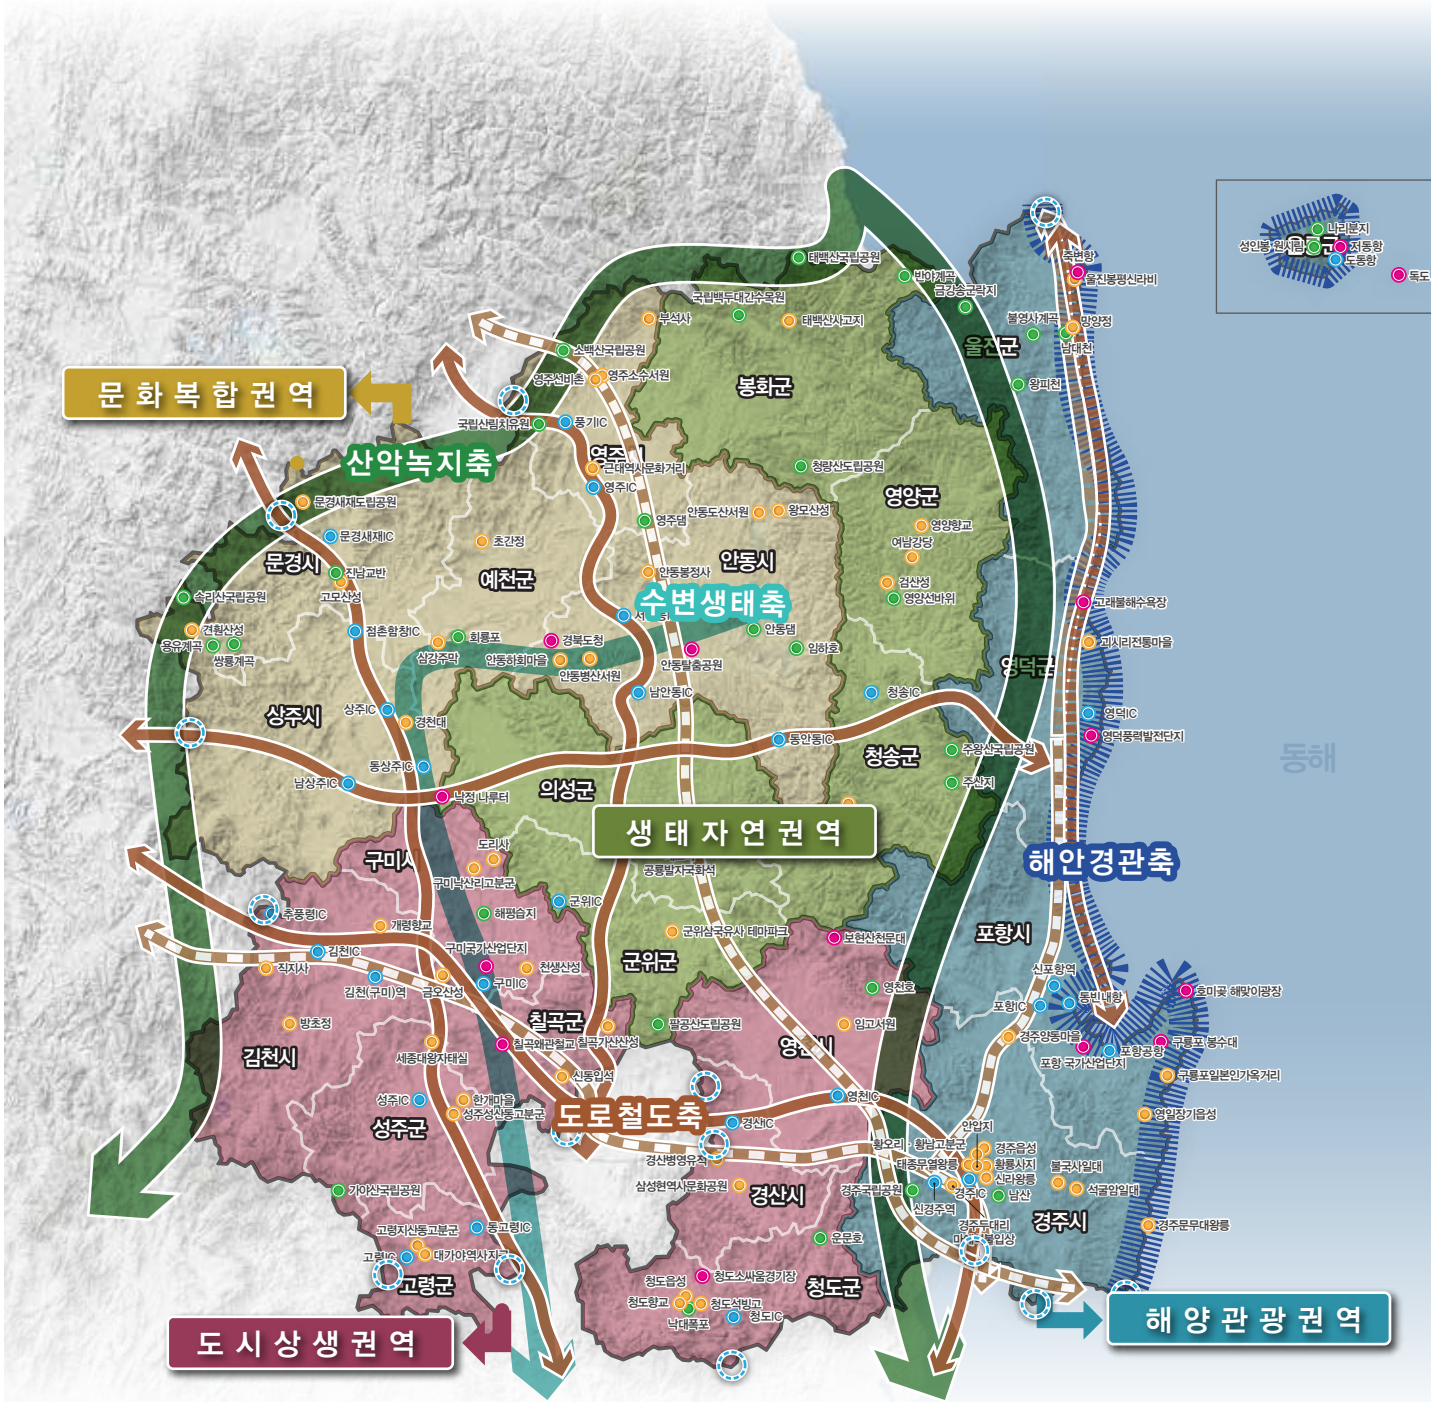 나리분지
성인봉 원시림
저동항
도동항
독도
태백산국립공원
죽변항
반야계곡
울진봉평신라비
금강송군락지
국립백두대간수목원
부석사
태백산사고지
불영사계곡
망양정
울진군
남대천
소백산국립공원
영주선비촌
영주소수서원
봉화군
왕피천
문화복합권역
국립산림치유원
풍기IC
산악녹지축
근대역사문화거리
청량산도립공원
영주IC
영양군
문경새재도립공원
안동도산서원
왕모산성
영주댐
영양향교
문경새재IC
초간정
여남강당
문경시
예천군
안동봉정사
안동시
진남교반
고모산성
검산성
영양선바위
속리산국립공원
수변생태축
고래불해수욕장
견훤산성
점촌함창IC
안동댐
용유계곡
쌍룡계곡
회룡포
삼강주막
경북도청
임하호
괴시리전통마을
안동하회마을
안동병산서원
안동탈춤공원
영덕군
남안동IC
청송IC
상주시
상주IC
경천대
영덕IC
동안동IC
영덕풍력발전단지
주왕산국립공원
청송군
동해
동상주IC
남상주IC
의성군
주산지
낙정 나루터
생태자연권역
도리사
구미시
해안경관축
공룡발자국화석
구미낙산리고분군
군위IC
추풍령IC
해평습지
개령향교
군위삼국유사 테마파크
보현산천문대
포항시
김천IC
구미국가산업단지
직지사
천생산성
군위군
신포항역
김천(구미)역
금오산성
구미IC
영천호
호미곶 해맞이광장
포항IC
동빈내항
방초정
칠곡군
팔공산도립공원
임고서원
경주양동마을
김천시
칠곡왜관철교
칠곡가산산성
구룡포 봉수대
포항공항
포항 국가산업단지
세종대왕자태실
신동입석
구룡포일본인가옥거리
성주IC
한개마을
영천IC
성주성산동고분군
도로철도축
영일장기읍성
성주군
경산IC
안압지
황오리
황남고분군
경주읍성
경산병영유적
태종무열왕릉
황룡사지
불국사일대
신라왕릉
가야산국립공원
삼성현역사문화공원
경산시
경주국립공원
경주IC
남산
석굴암일대
신경주역
경주시
경주문무대왕릉
동고령IC
고령지산동고분군
경주두대리
운문호
고령군
청도소싸움경기장
청도읍성
청도군
청도향교
청도석빙고
낙대폭포
청도IC
해양관광권역
도시상생권역